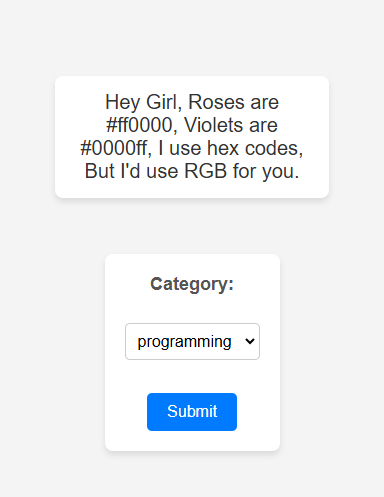 Hey Girl, Roses are
#ff0000, Violets are
#0000ff, I use hex codes,
But I'd use RGB for you.
Category:
programming
Submit